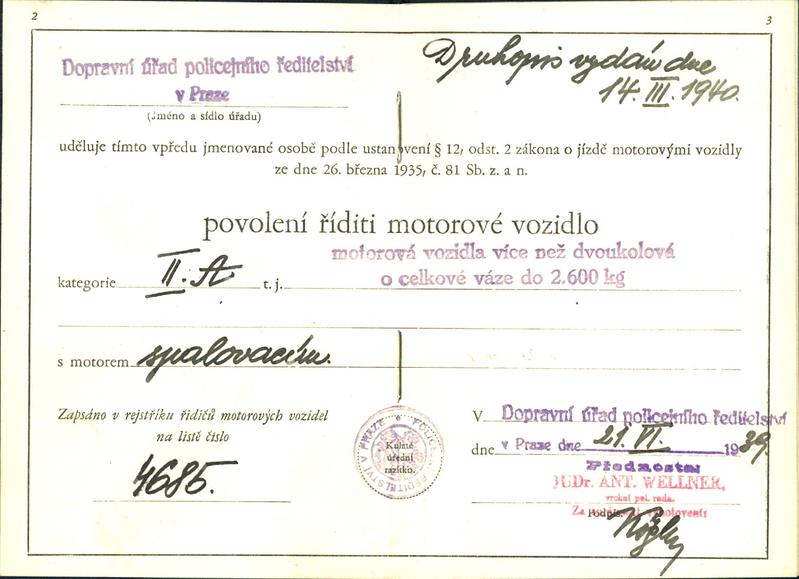 2
3
Dopravní úřad policejního ředitelství
v Praze
(Jméno a sídlo úřadu)
Druhopis vydán dne
14. III. 1940.
uděluje tímto vpředu jmenované osobě podle ustanovení § 12, odst. 2 zákona o jízdě motorovými vozidly
ze dne 26. března 1935, č. 81 Sb. z. a n.
povolení říditi motorové vozidlo
motorová vozidla více než dvoukolová
kategorie II. A t. j. o celkové váze do 2.600 kg
s motorem spalovacím.
Zapsáno v rejstříku řidičů motorových vozidel
na listě číslo
4685.
Kulaté
úřední
razítko.
V Dopravní úřad policejního ředitelství
dne v Praze dne 21. VI. 1939.
Přednosta:
JUDr. ANT. WELLNER,
vrchní pol. rada.
Za
Podpis: